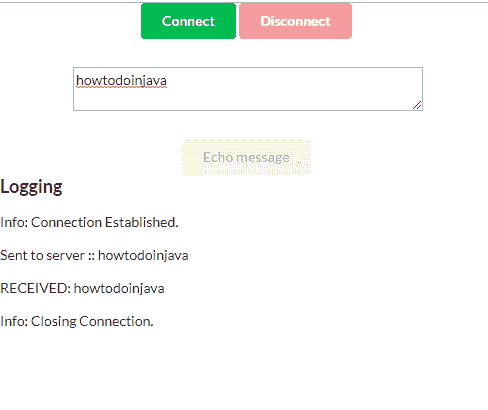 Connect Disconnect
howtodoinjava
Echo message
Logging
Info: Connection Established.
Sent to server :: howtodoinjava
RECEIVED: howtodoinjava
Info: Closing Connection.